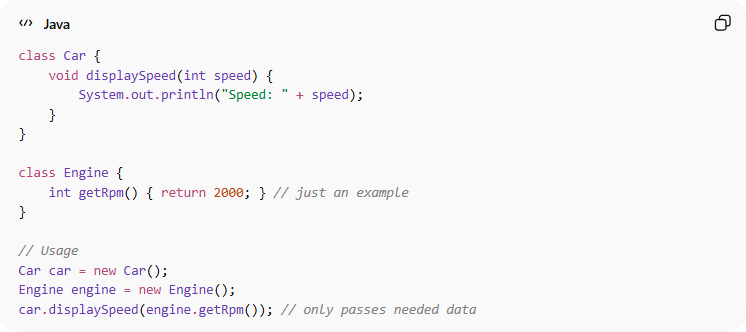 </> Java
class Car {
    void displaySpeed(int speed) {
        System.out.println("Speed: " + speed);
    }
}

class Engine {
    int getRpm() { return 2000; } // just an example
}

// Usage
Car car = new Car();
Engine engine = new Engine();
car.displaySpeed(engine.getRpm()); // only passes needed data